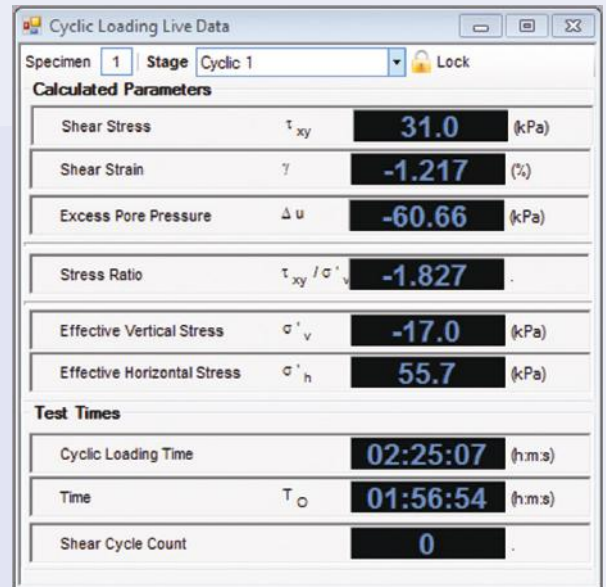 Cyclic Loading Live Data
Specimen 1 Stage Cyclic 1 Lock
Calculated Parameters
Shear Stress τ xy 31.0 (kPa)
Shear Strain γ -1.217 (%)
Excess Pore Pressure Δ u -60.66 (kPa)
Stress Ratio τ xy / σ' v -1.827 .
Effective Vertical Stress σ' v -17.0 (kPa)
Effective Horizontal Stress σ' h 55.7 (kPa)
Test Times
Cyclic Loading Time 02:25:07 (h:m:s)
Time T O 01:56:54 (h:m:s)
Shear Cycle Count 0 .